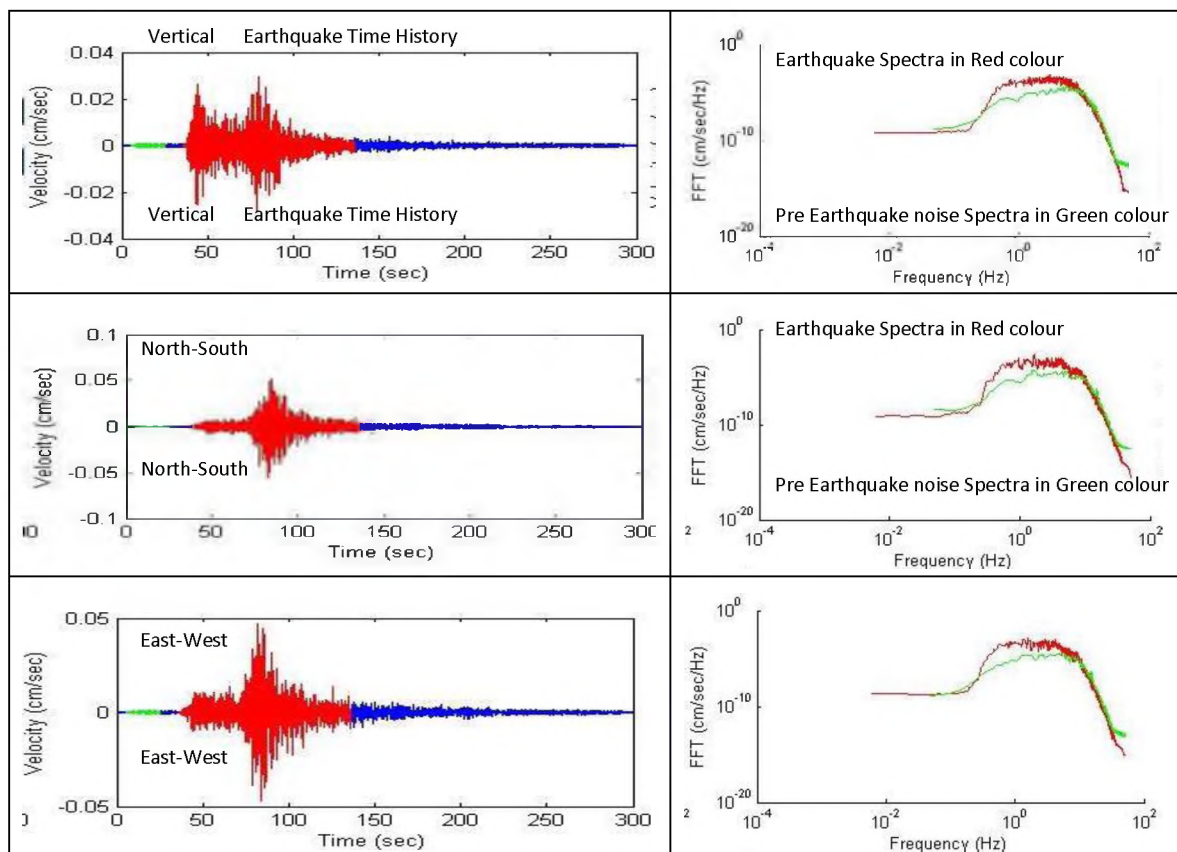 Vertical Earthquake Time History
0.04
0.02
0
-0.02
-0.04
Velocity (cm/sec)
Vertical Earthquake Time History
0 50 100 150 200 250 300
Time (sec)
10^0
10^-10
10^-20
FFT (cm/sec/Hz)
Earthquake Spectra in Red colour
Pre Earthquake noise Spectra in Green colour
10^-4 10^-2 10^0 10^2
Frequency (Hz)
0.1
0.05
0
-0.05
-0.1
Velocity (cm/sec)
North-South
North-South
0 50 100 150 200 250 300
Time (sec)
10^0
10^-10
10^-20
FFT (cm/sec/Hz)
Earthquake Spectra in Red colour
Pre Earthquake noise Spectra in Green colour
2
10^-4 10^-2 10^0 10^2
Frequency (Hz)
0.05
0
-0.05
Velocity (cm/sec)
East-West
East-West
0
0 50 100 150 200 250 300
Time (sec)
10^0
10^-10
10^-20
FFT (cm/sec/Hz)
2
10^-4 10^-2 10^0 10^2
Frequency (Hz)